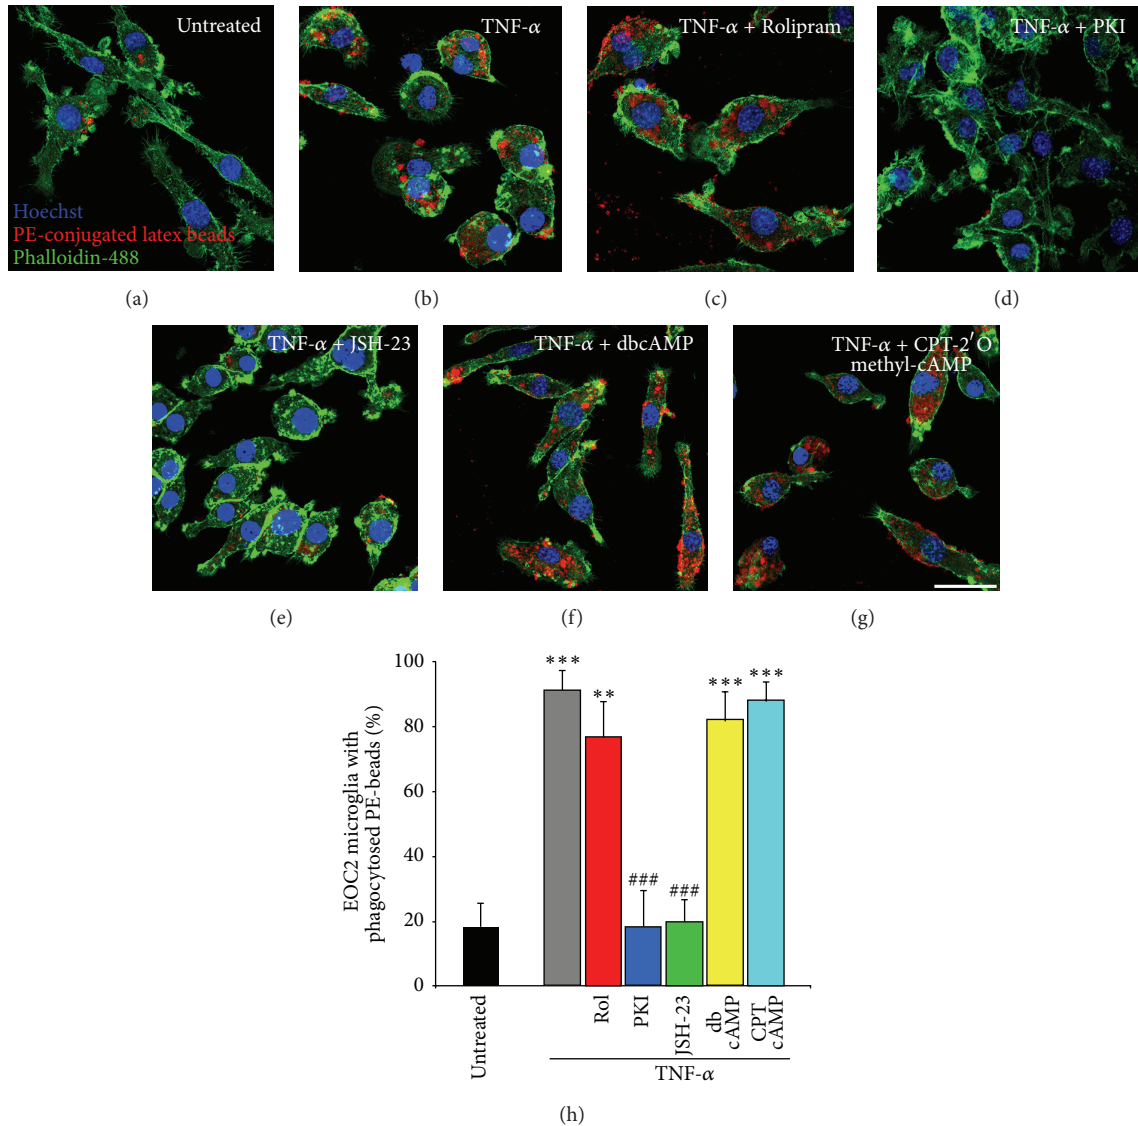 Untreated
Hoechst
PE-conjugated latex beads
Phalloidin-488
(a)
TNF-α
(b)
TNF-α + Rolipram
(c)
TNF-α + PKI
(d)
TNF-α + JSH-23
(e)
TNF-α + dbcAMP
(f)
TNF-α + CPT-2′O
methyl-cAMP
(g)
EOC2 microglia with
phagocytosed PE-beads (%)
100
80
60
40
20
0
***
**
###
###
***
***
Untreated
Rol
PKI
JSH-23
db
cAMP
CPT
cAMP
TNF-α
(h)